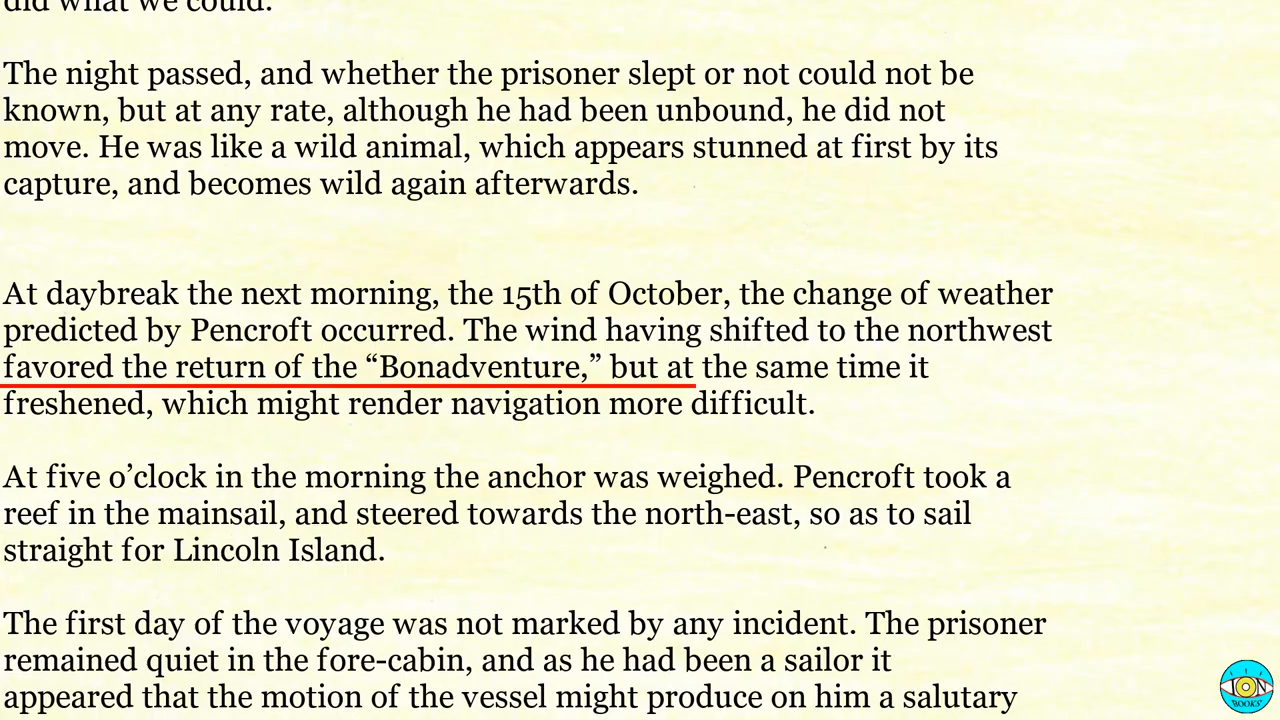 did what we could.
The night passed, and whether the prisoner slept or not could not be
known, but at any rate, although he had been unbound, he did not
move. He was like a wild animal, which appears stunned at first by its
capture, and becomes wild again afterwards.
At daybreak the next morning, the 15th of October, the change of weather
predicted by Pencroft occurred. The wind having shifted to the northwest
favored the return of the “Bonadventure,” but at the same time it
freshened, which might render navigation more difficult.
At five o’clock in the morning the anchor was weighed. Pencroft took a
reef in the mainsail, and steered towards the north-east, so as to sail
straight for Lincoln Island.
The first day of the voyage was not marked by any incident. The prisoner
remained quiet in the fore-cabin, and as he had been a sailor it
appeared that the motion of the vessel might produce on him a salutary
ION
BOOKS